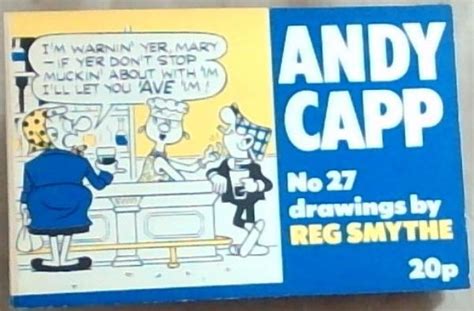 I'M WARNIN' YER, MARY
– IF YER DON'T STOP
MUCKIN' ABOUT WITH 'IM
I'LL LET YOU 'AVE 'IM!
ANDY
CAPP
No 27
drawings by
REG SMYTHE
20p